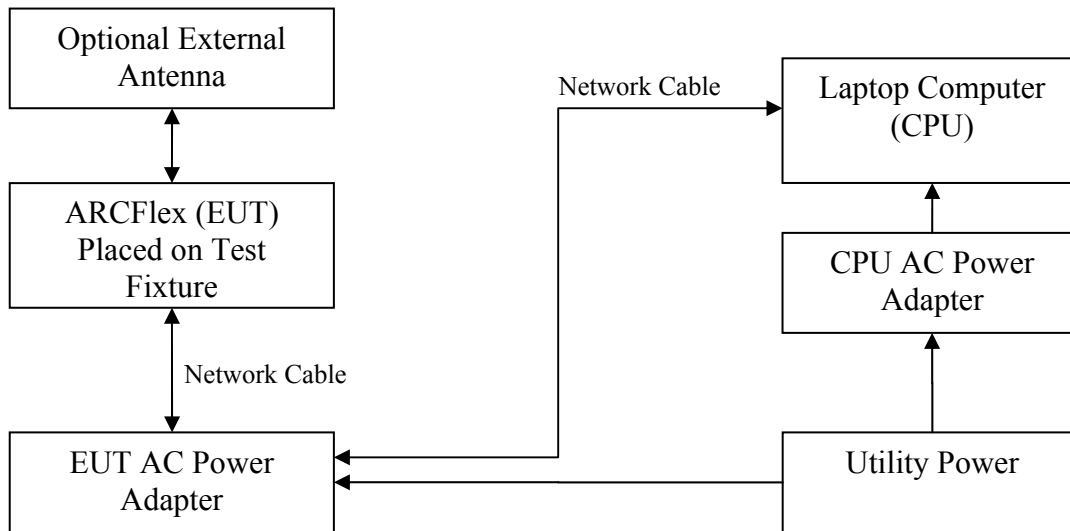 Optional External
Antenna
Network Cable
Laptop Computer
(CPU)
ARCFlex (EUT)
Placed on Test
Fixture
CPU AC Power
Adapter
Network Cable
EUT AC Power
Adapter
Utility Power